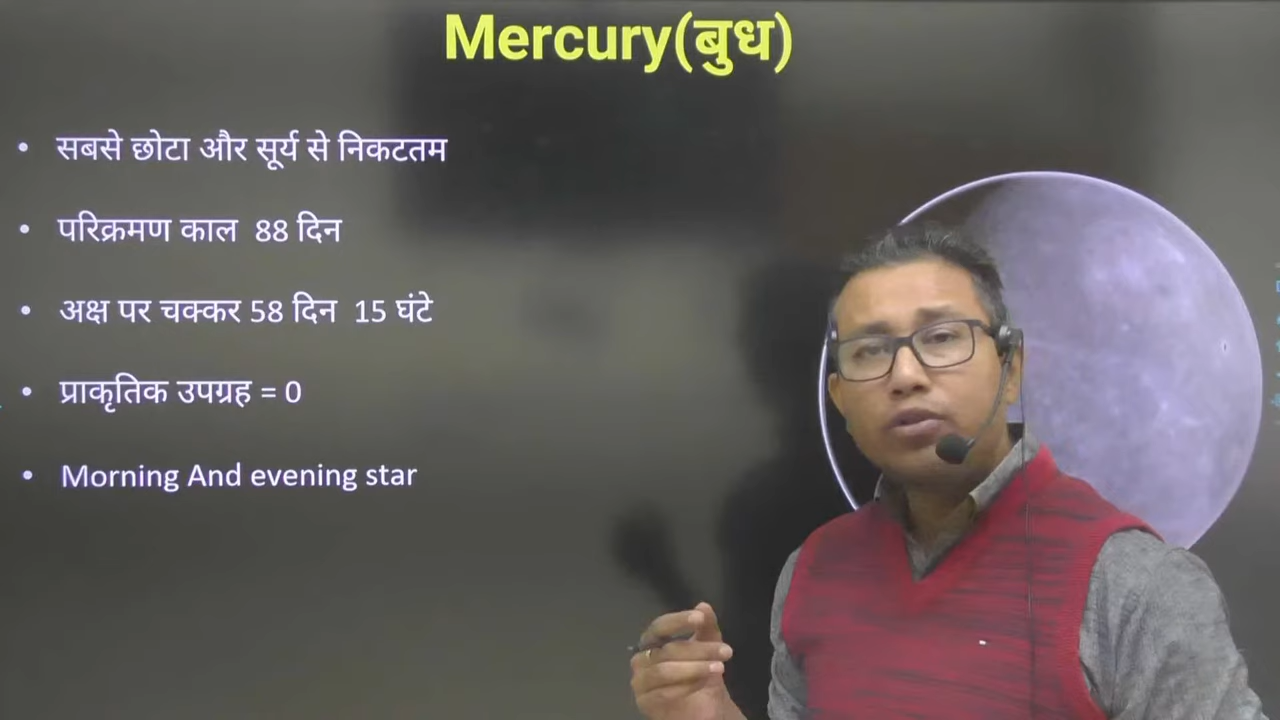 Mercury(बुध)
• सबसे छोटा और सूर्य से निकटतम
• परिक्रमण काल 88 दिन
• अक्ष पर चक्कर 58 दिन 15 घंटे
• प्राकृतिक उपग्रह = 0
• Morning And evening star